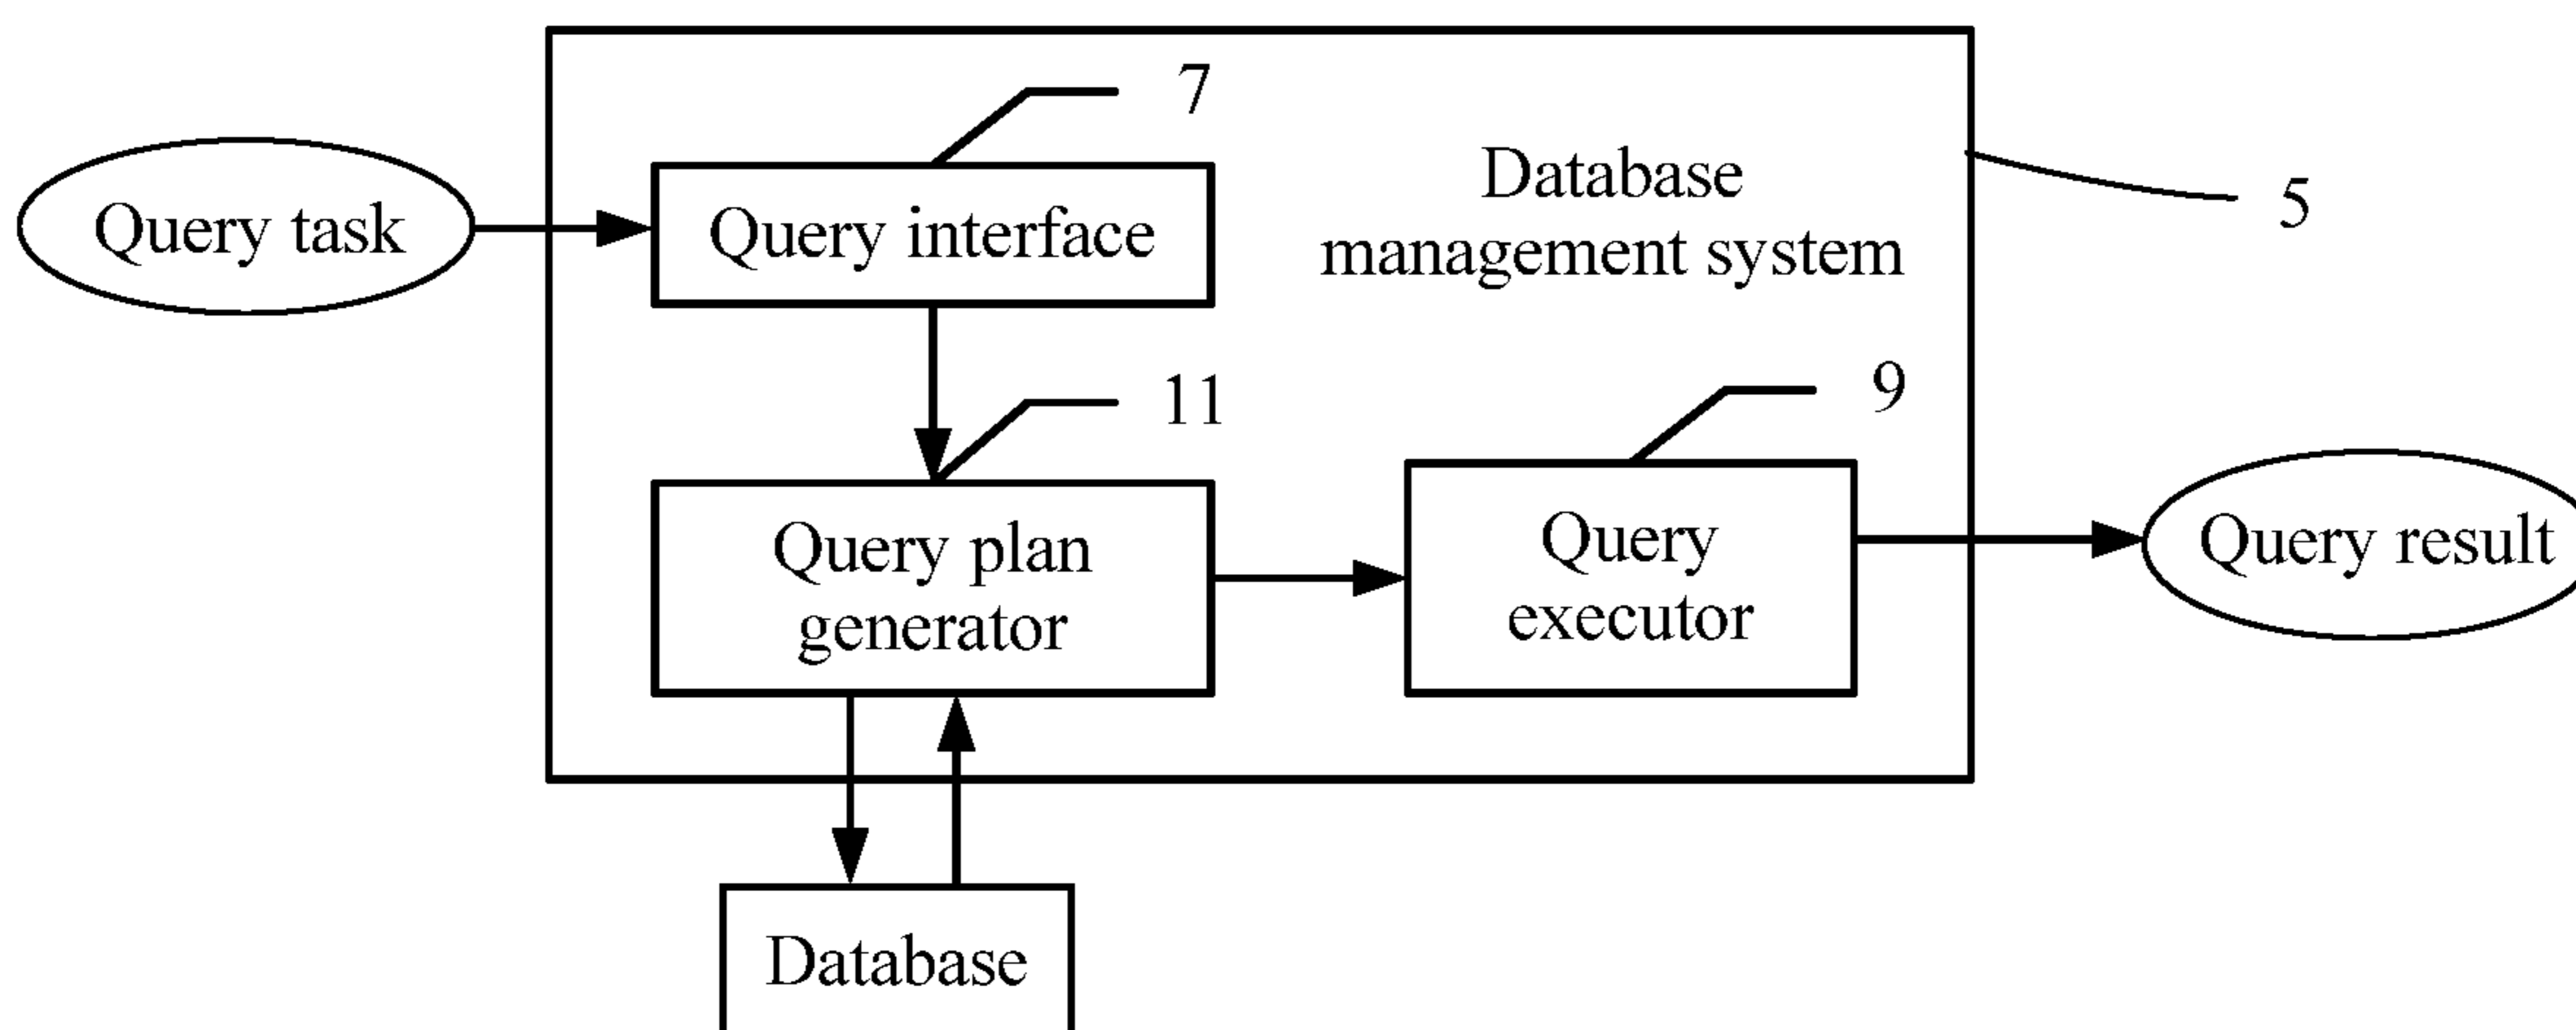 7
Database
management system
5
Query task
Query interface
11
9
Query plan
generator
Query
executor
Query result
Database